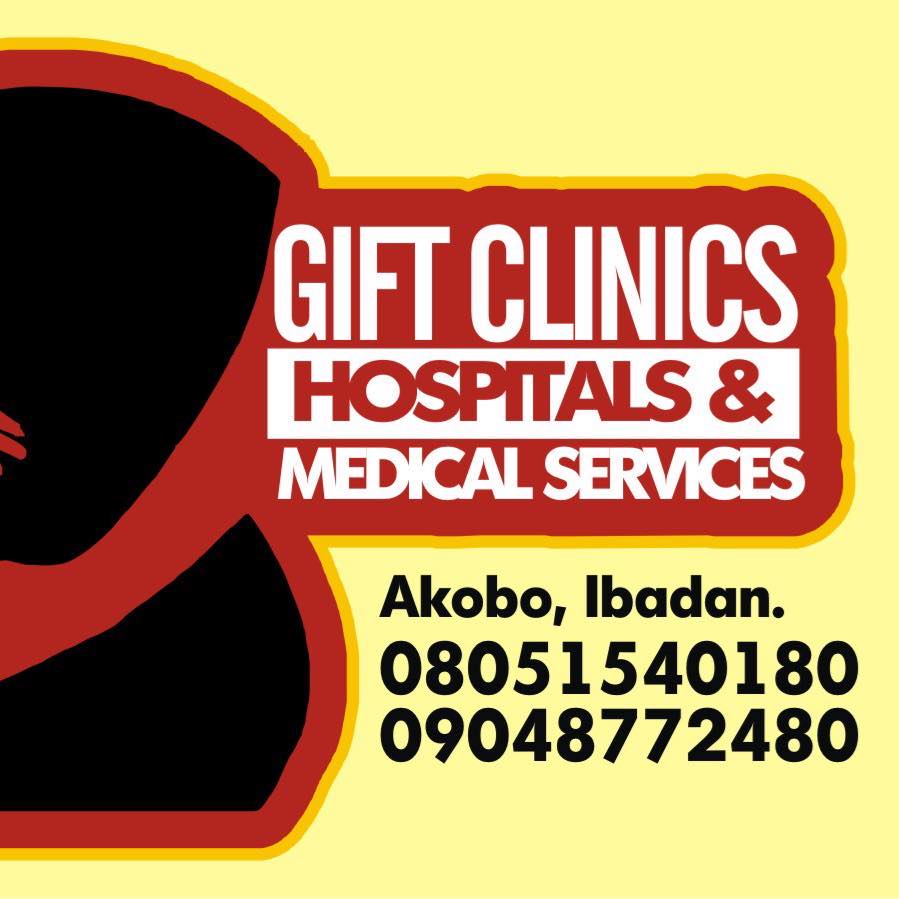 GIFT CLINICS
HOSPITALS &
MEDICAL SERVICES
Akobo, Ibadan.
08051540180
09048772480